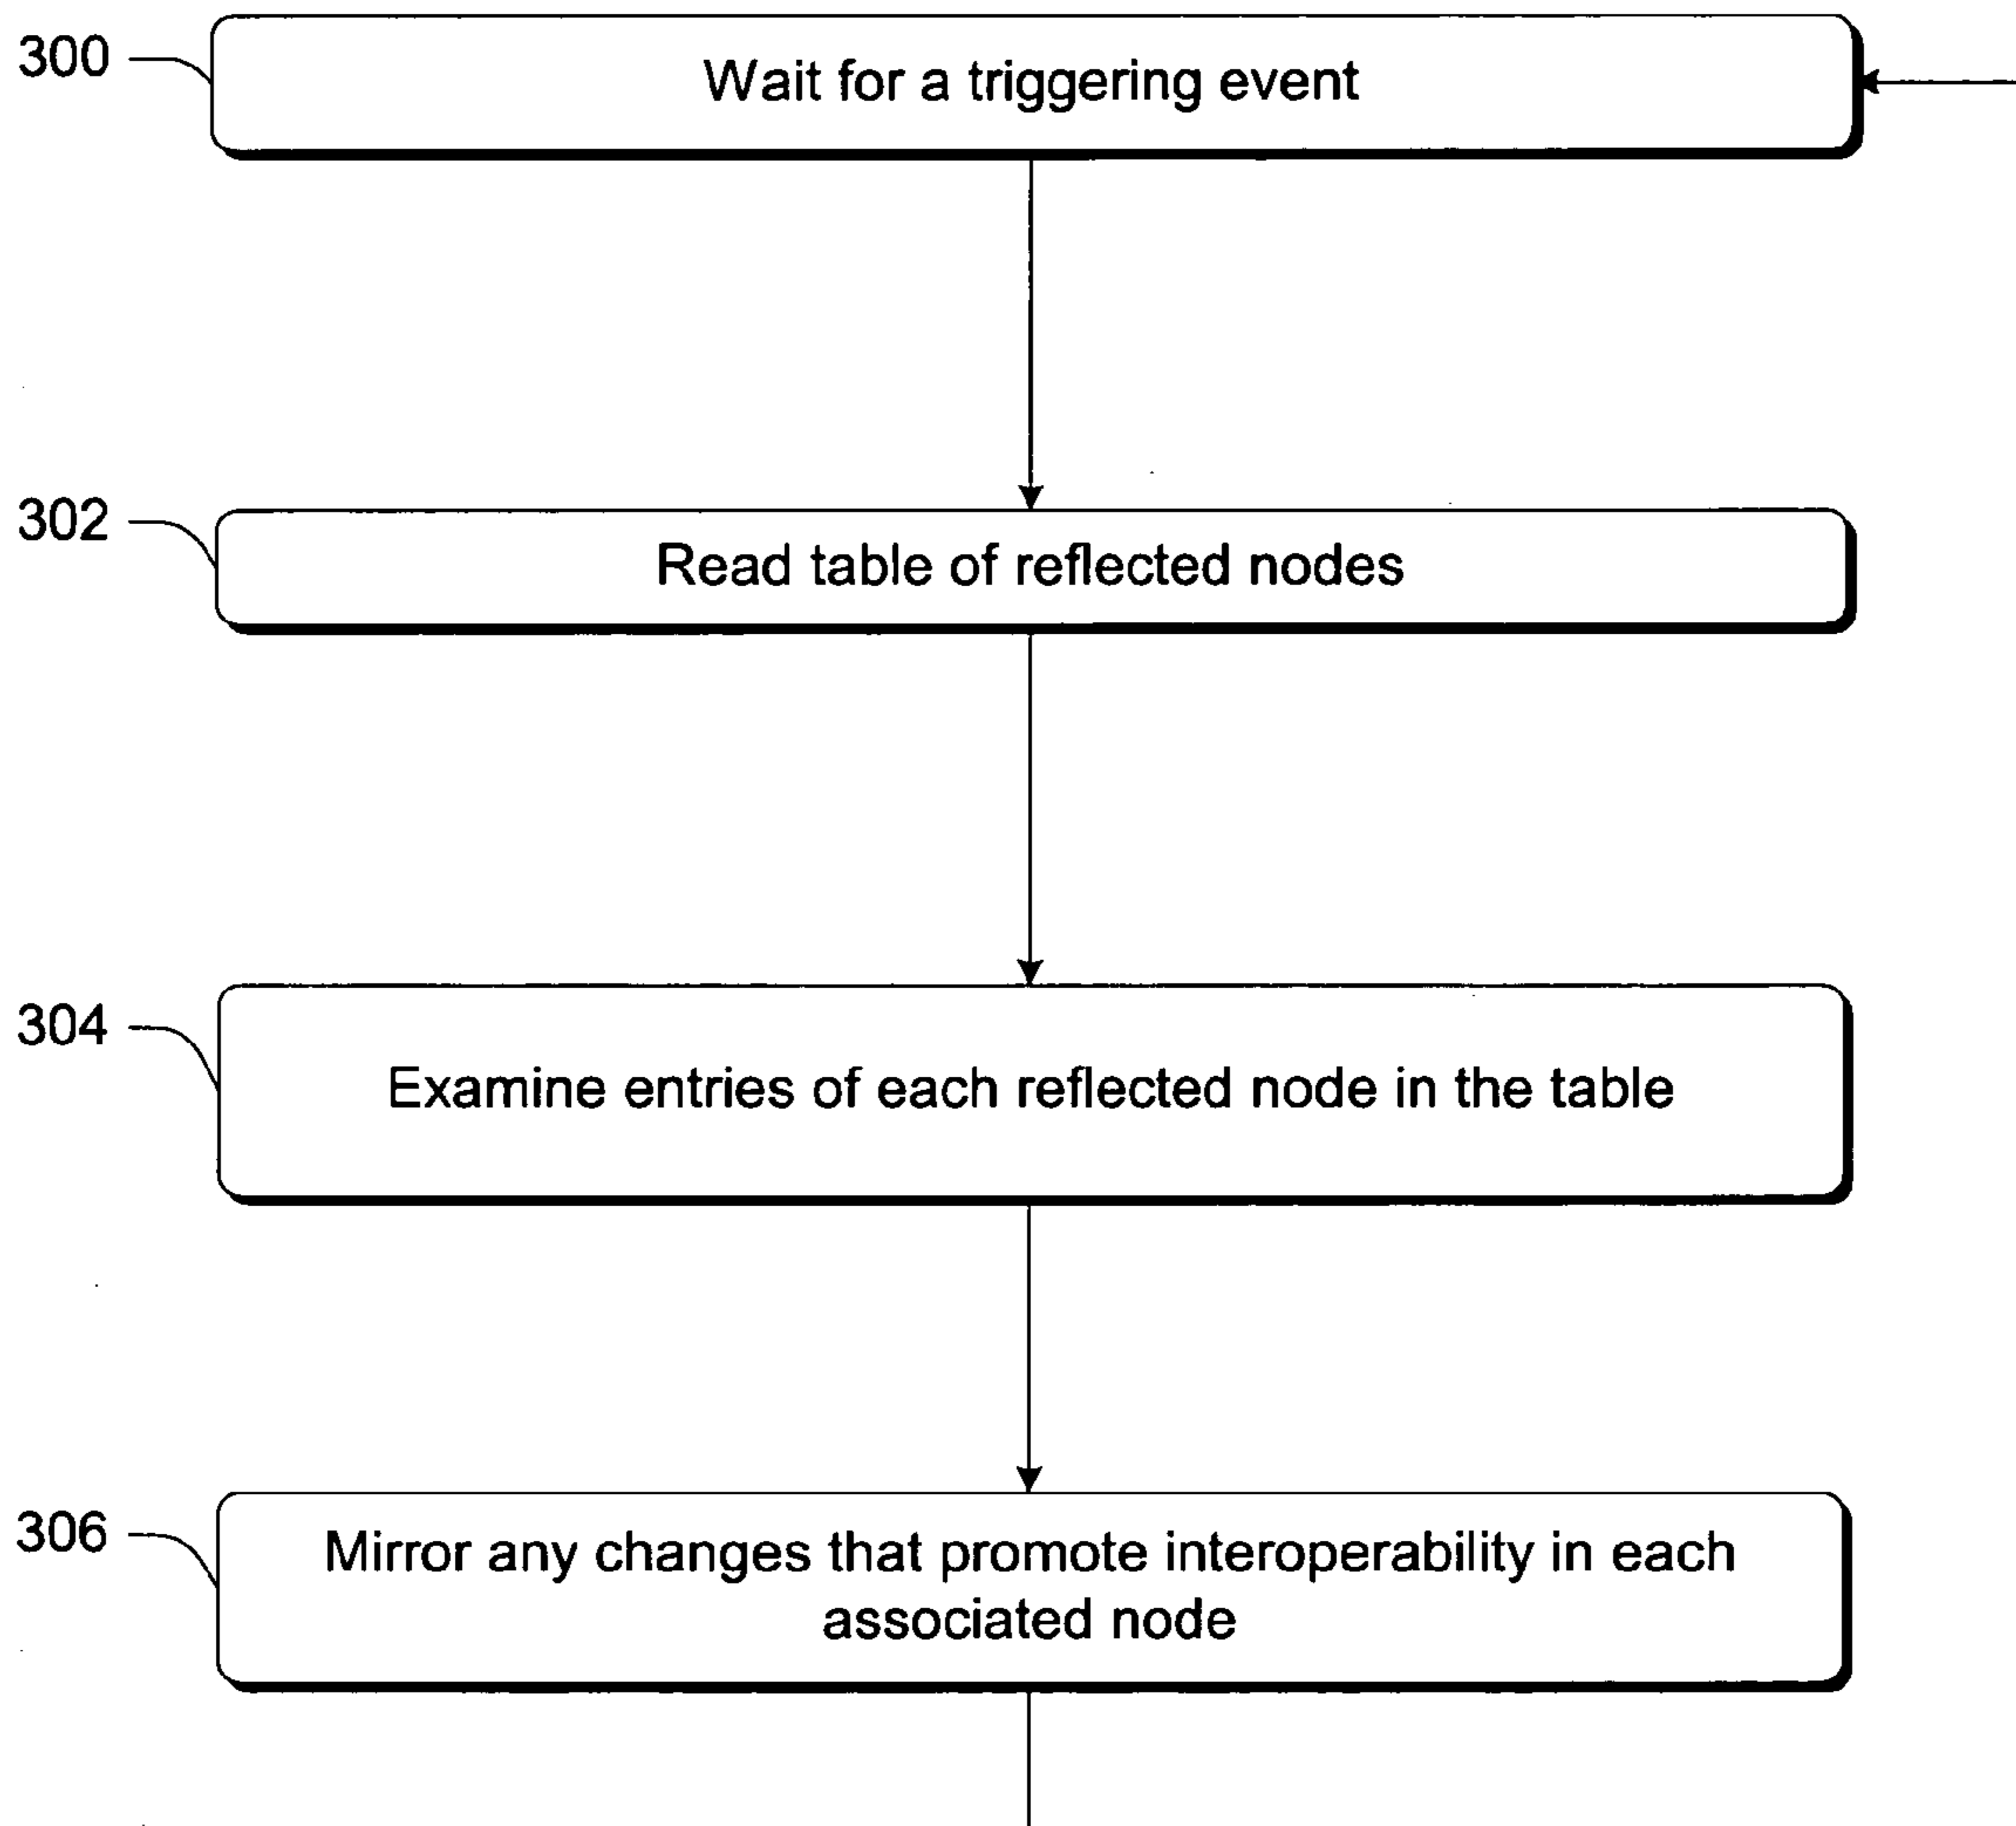 300
Wait for a triggering event
302
Read table of reflected nodes
304
Examine entries of each reflected node in the table
306
Mirror any changes that promote interoperability in each
associated node